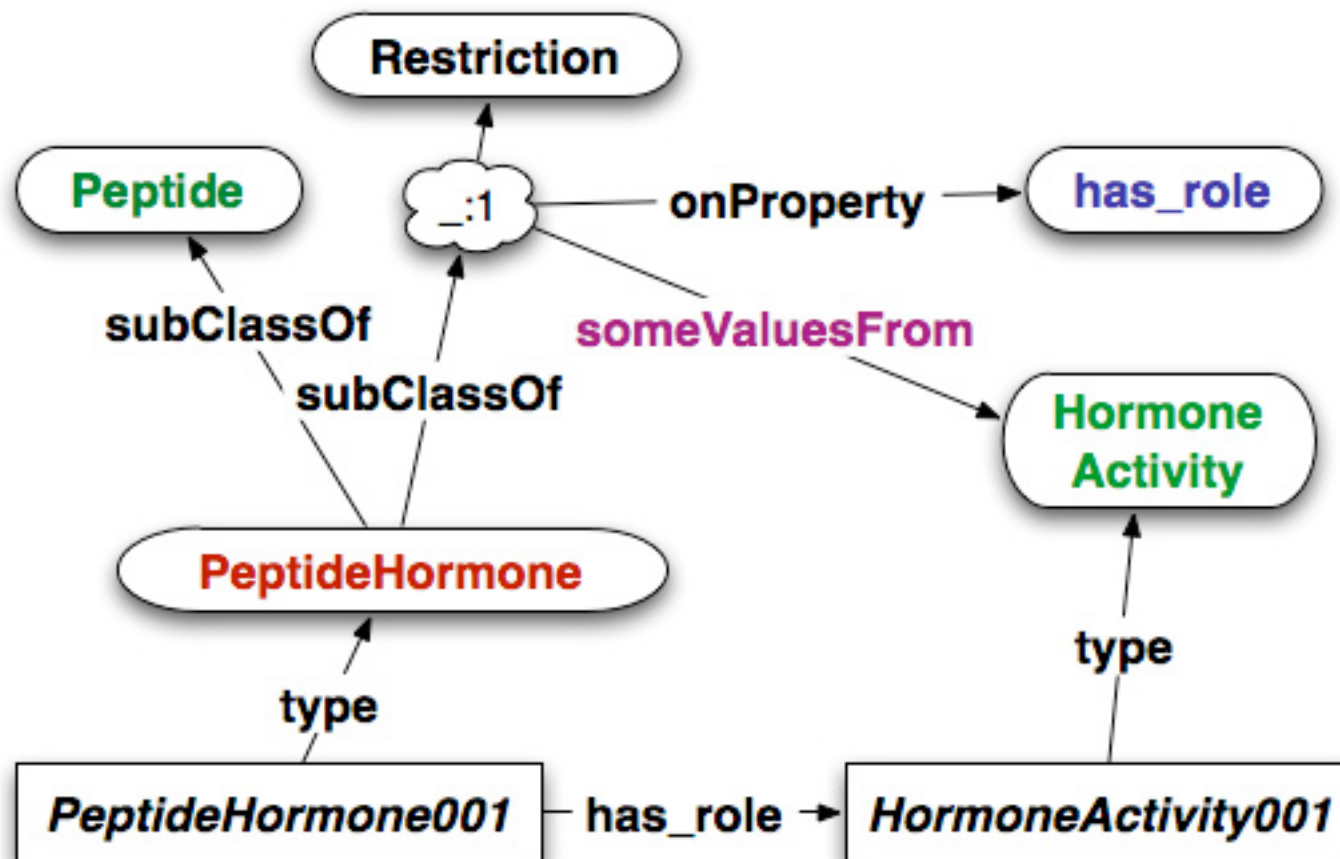 Restriction
Peptide
_:1
onProperty
has_role
subClassOf
someValuesFrom
subClassOf
Hormone
Activity
PeptideHormone
type
type
PeptideHormone001
has_role
HormoneActivity001